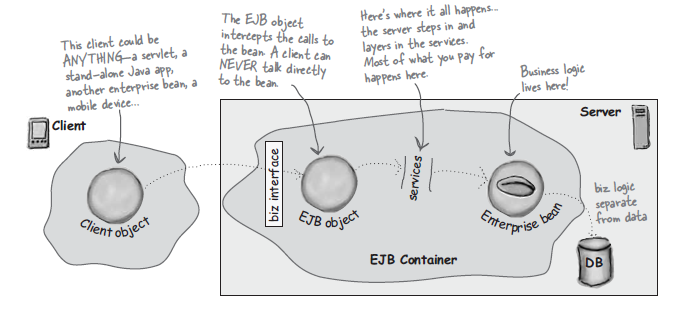 This client could be
ANYTHING—a servlet, a
stand-alone Java app,
another enterprise bean, a
mobile device...
The EJB object
intercepts the calls to
the bean. A client can
NEVER talk directly
to the bean.
Here's where it all happens...
the server steps in and
layers in the services.
Most of what you pay for
happens here.
Business logic
lives here!
Client
Server
Client object
biz interface
EJB object
services
Enterprise bean
biz logic
separate
from data
EJB Container
DB